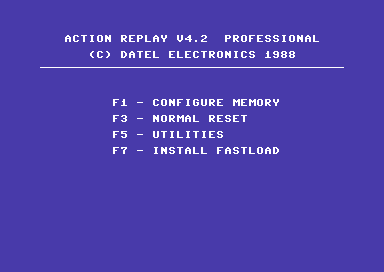 ACTION REPLAY V4.2 PROFESSIONAL
(C) DATEL ELECTRONICS 1988
F1 - CONFIGURE MEMORY
F3 - NORMAL RESET
F5 - UTILITIES
F7 - INSTALL FASTLOAD